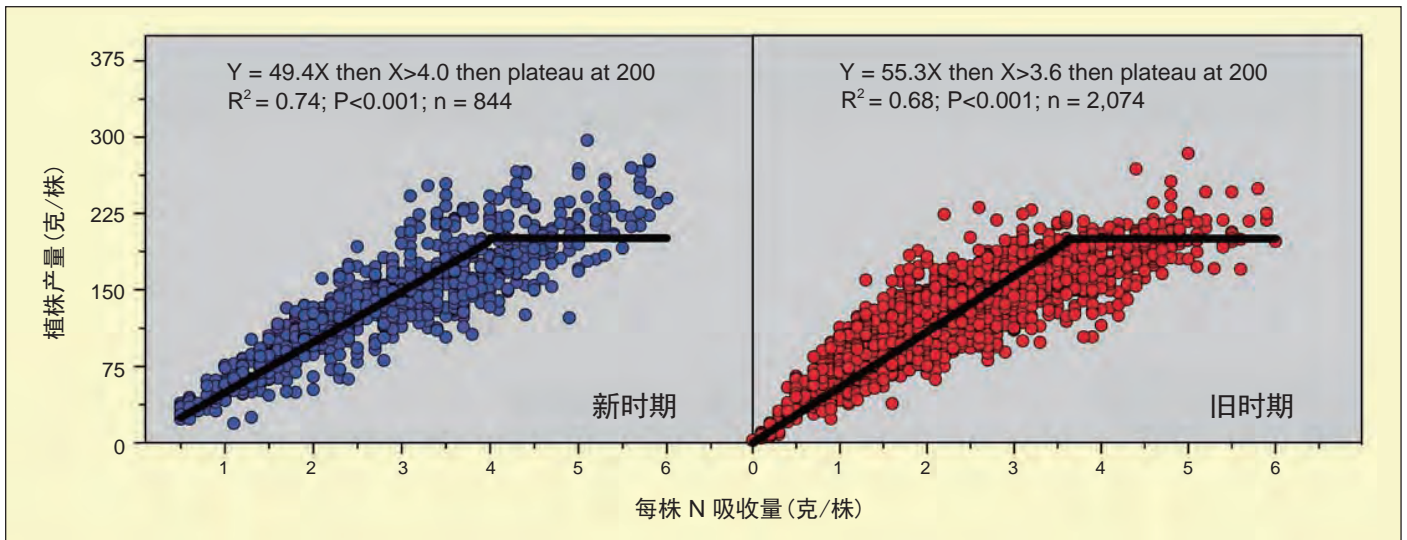 Y = 49.4X then X>4.0 then plateau at 200
R² = 0.74; P<0.001; n = 844
Y = 55.3X then X>3.6 then plateau at 200
R² = 0.68; P<0.001; n = 2,074
植株产量(克/株)
375
300
225
150
75
0
新时期
旧时期
1 2 3 4 5 6
0 1 2 3 4 5 6
每株 N 吸收量(克/株)